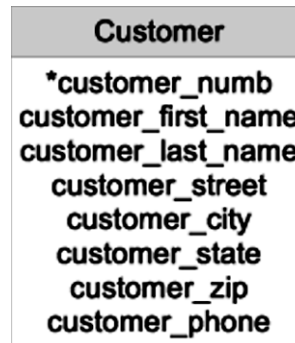 Customer
*customer_numb
customer_first_name
customer_last_name
customer_street
customer_city
customer_state
customer_zip
customer_phone